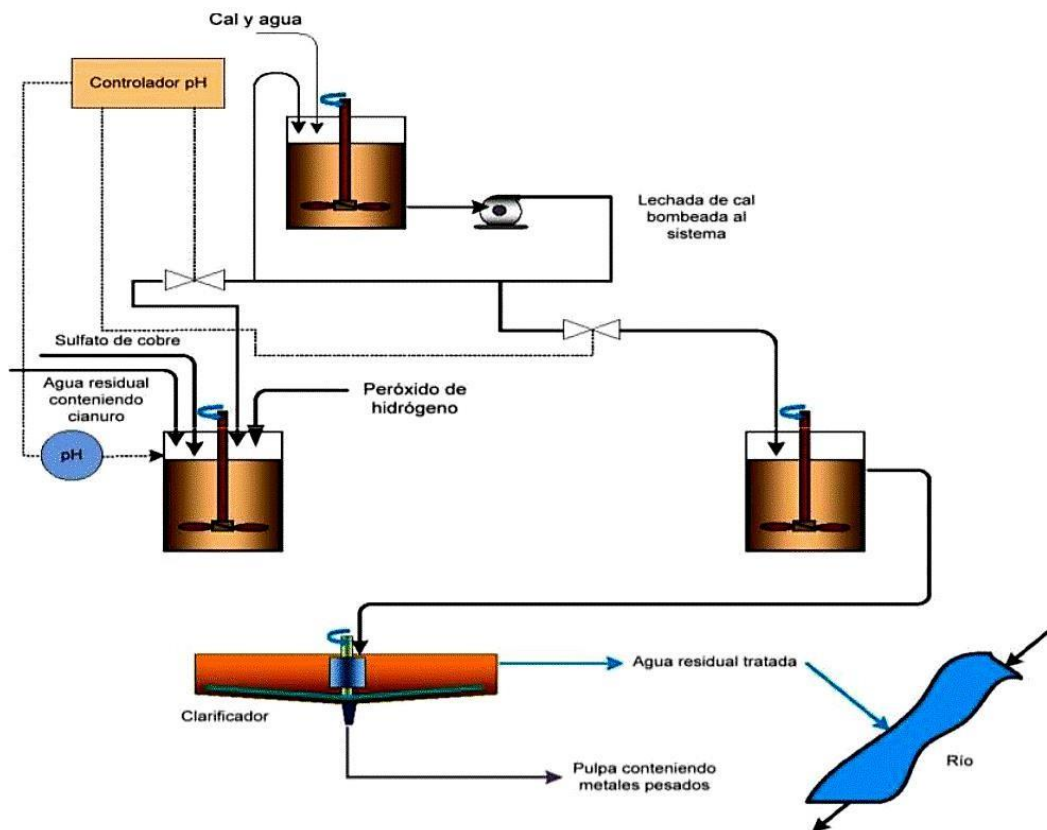 Cal y agua
Controlador pH
Lechada de cal
bombeada al
sistema
Sulfato de cobre
Agua residual
conteniendo
cianuro
Peróxido de
hidrógeno
pH
Agua residual tratada
Clarificador
Pulpa conteniendo
metales pesados
Río